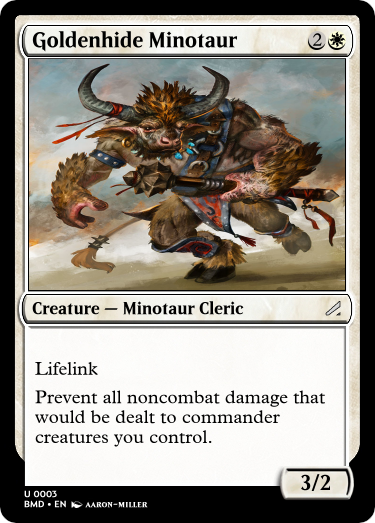 Goldenhide Minotaur 2
Creature — Minotaur Cleric
Lifelink
Prevent all noncombat damage that
would be dealt to commander
creatures you control.
3/2
U 0003
BMD • EN AARON-MILLER